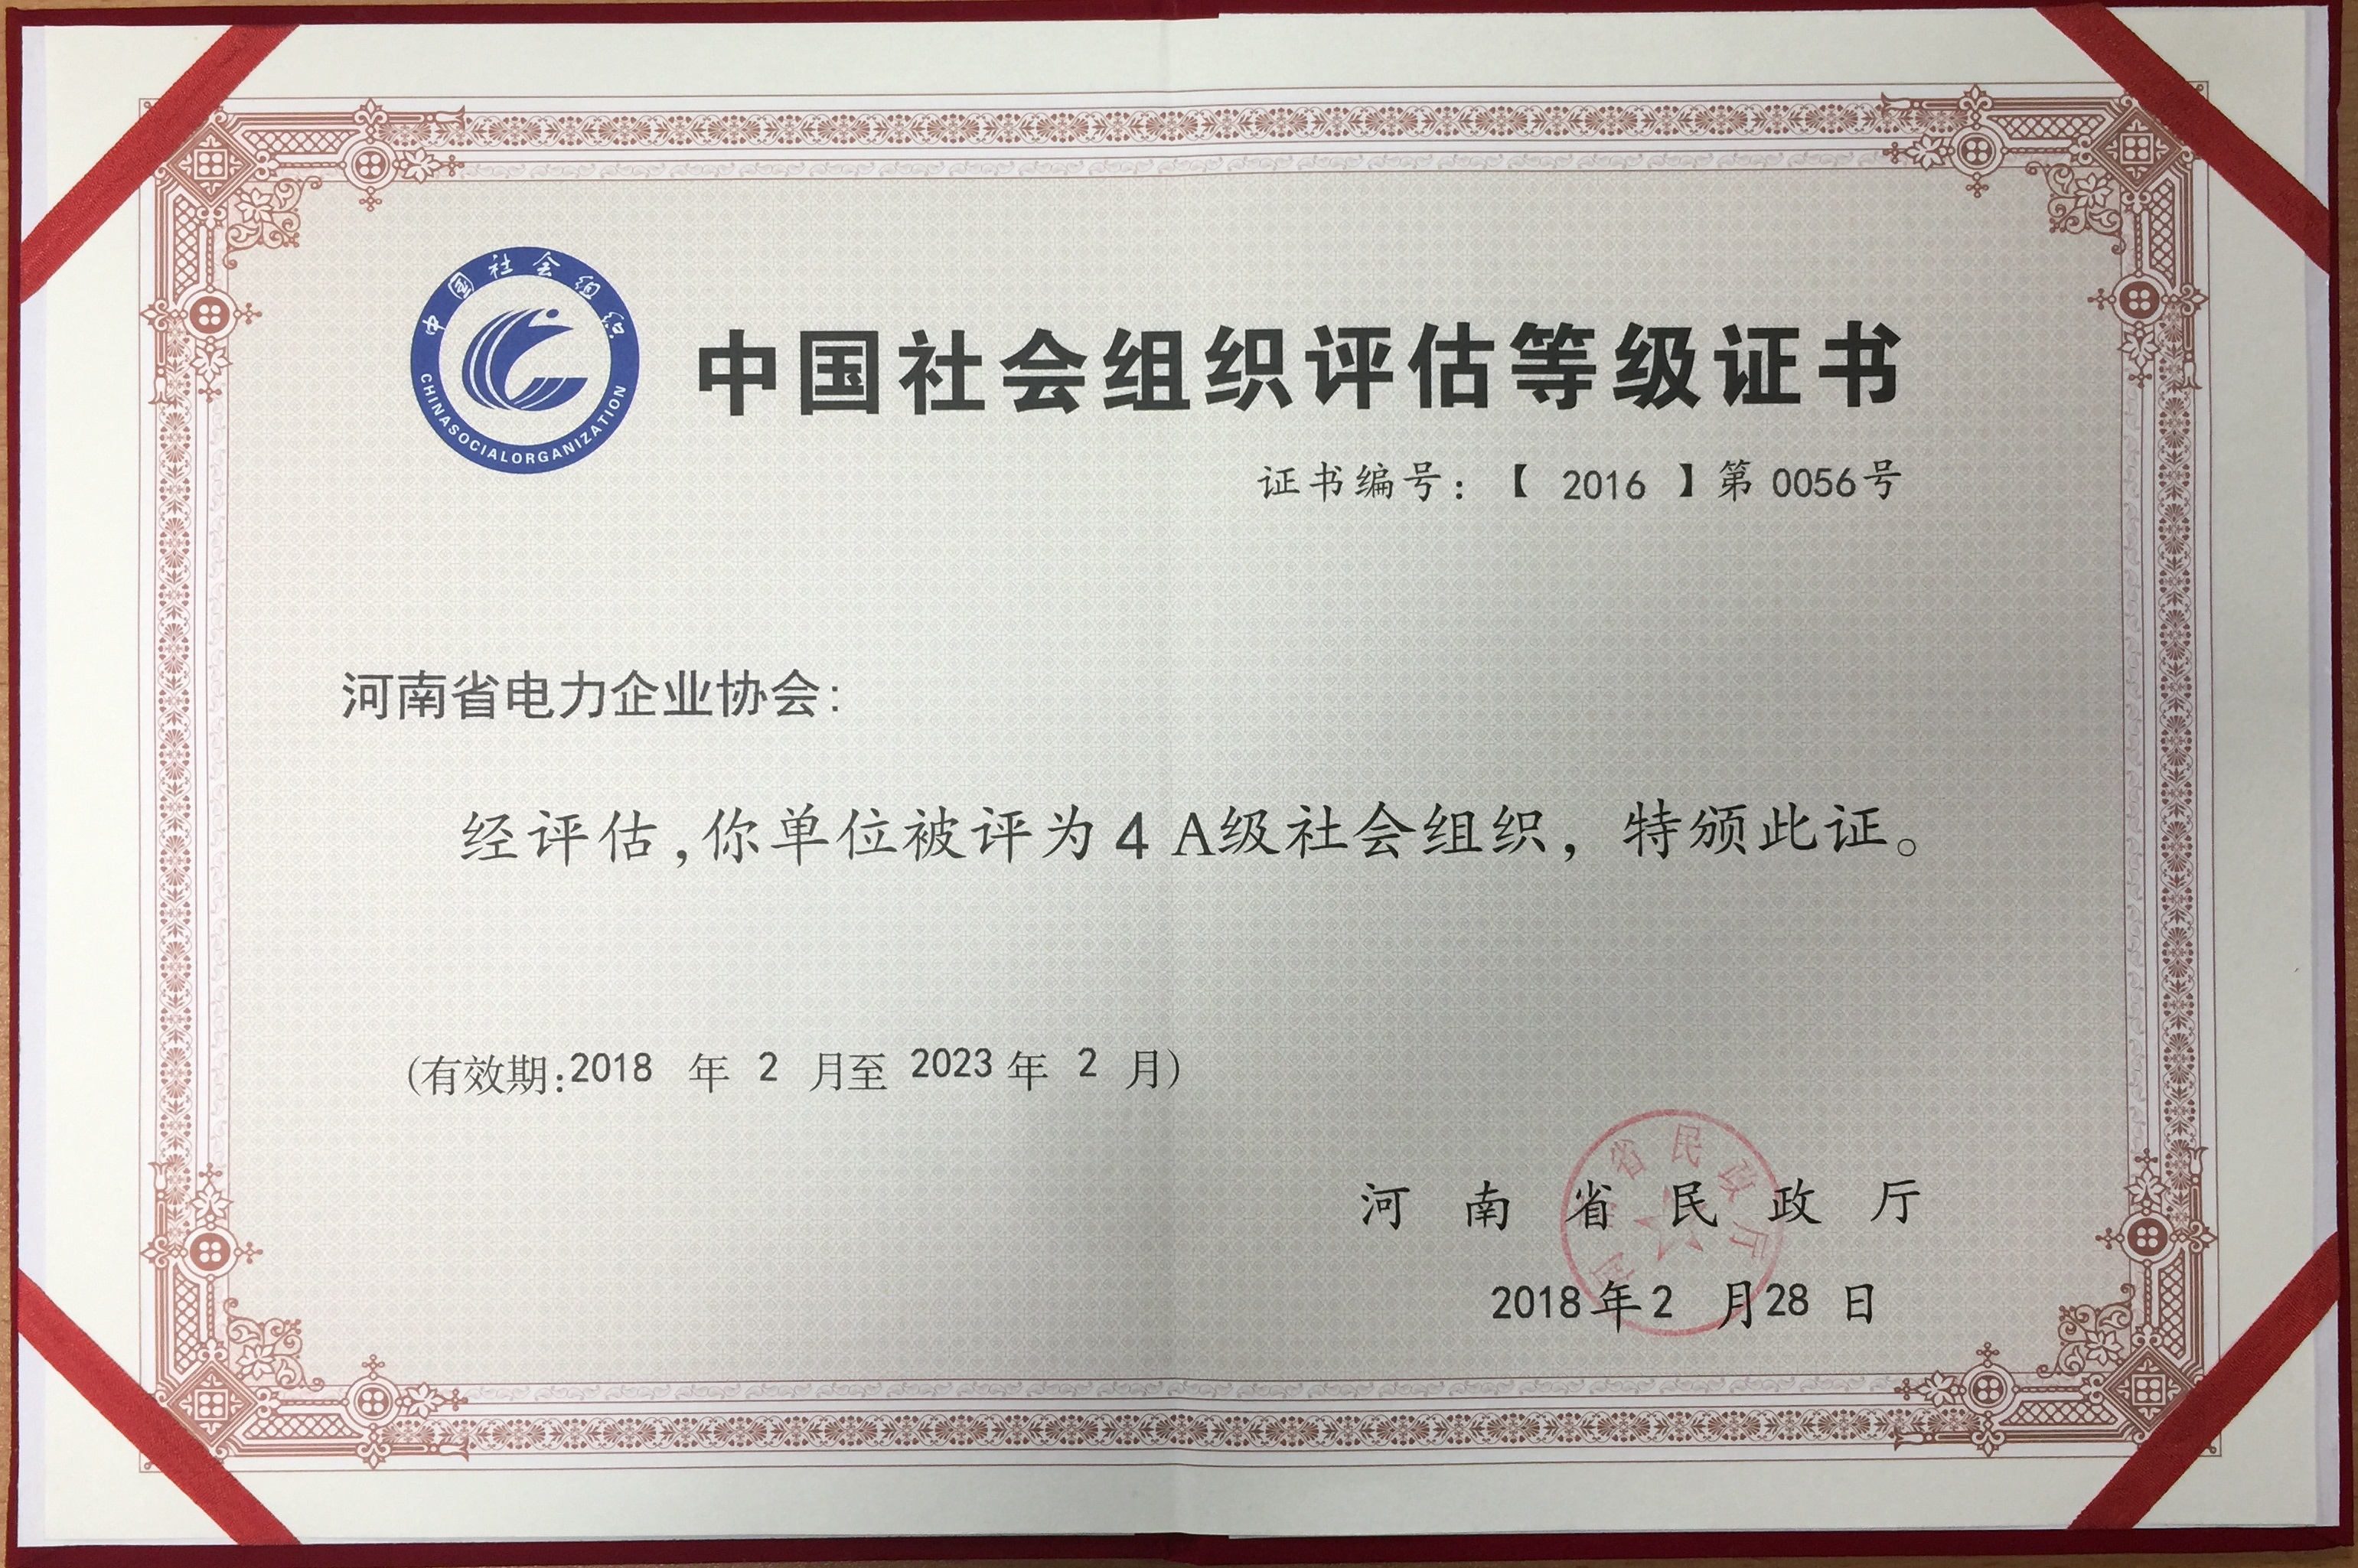 中国社会组织
CHINASOCIALORGANIZATION
中国社会组织评估等级证书
证书编号：【 2016 】第 0056号
河南省电力企业协会:
经评估,你单位被评为 4 A级社会组织，特颁此证。
(有效期:2018 年 2 月至 2023 年 2 月)
河南省民政厅
2018年2 月28 日
省民政厅